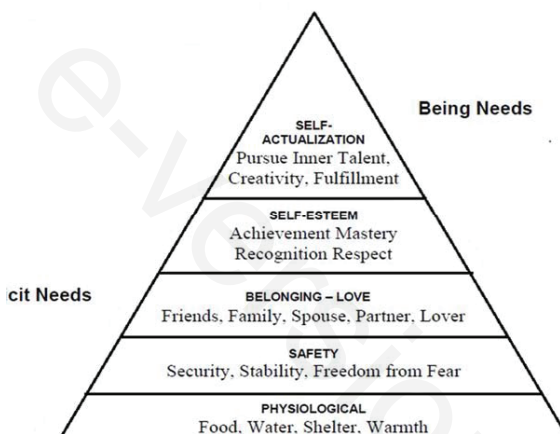 Being Needs
SELF-
ACTUALIZATION
Pursue Inner Talent,
Creativity, Fulfillment
SELF-ESTEEM
Achievement Mastery
Recognition Respect
cit Needs
BELONGING – LOVE
Friends, Family, Spouse, Partner, Lover
SAFETY
Security, Stability, Freedom from Fear
PHYSIOLOGICAL
Food, Water, Shelter, Warmth
e-versio